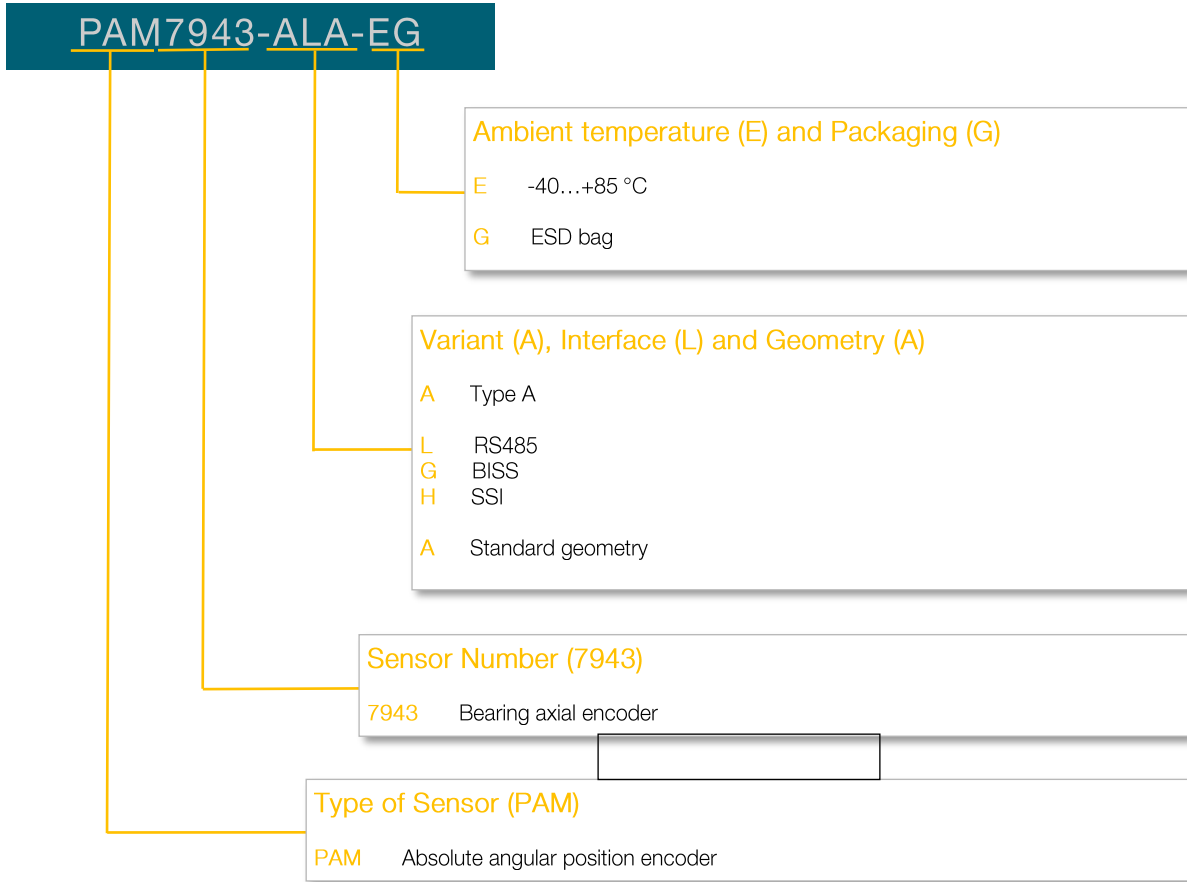 PAM7943-ALA-EG
Ambient temperature (E) and Packaging (G)
E -40...+85 °C
G ESD bag
Variant (A), Interface (L) and Geometry (A)
A Type A
L RS485
G BISS
H SSI
A Standard geometry
Sensor Number (7943)
7943 Bearing axial encoder
Type of Sensor (PAM)
PAM Absolute angular position encoder